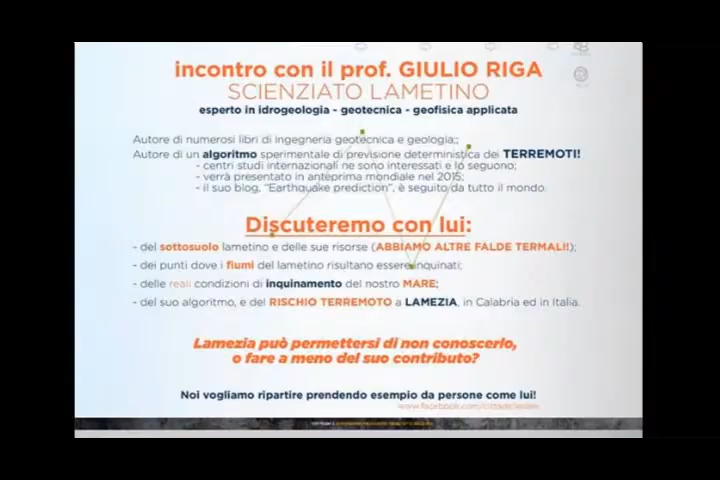 incontro con il prof. GIULIO RIGA
SCIENZIATO LAMETINO
esperto in idrogeologia - geotecnica - geofisica applicata
Autore di numerosi libri di ingegneria geotecnica e geologia;;
Autore di un algoritmo sperimentale di previsione deterministica dei TERREMOTI!
- centri studi internazionali ne sono interessati e lo seguono;
- verrà presentato in anteprima mondiale nel 2015;
- il suo blog, "Earthquake prediction", è seguito da tutto il mondo.
Discuteremo con lui:
- del sottosuolo lametino e delle sue risorse (ABBIAMO ALTRE FALDE TERMALI!!);
- dei punti dove i fiumi del lametino risultano essere inquinati;
- delle reali condizioni di inquinamento del nostro MARE;
- del suo algoritmo, e del RISCHIO TERREMOTO a LAMEZIA, in Calabria ed in Italia.
Lamezia può permettersi di non conoscerlo,
o fare a meno del suo contributo?
Noi vogliamo ripartire prendendo esempio da persone come lui!